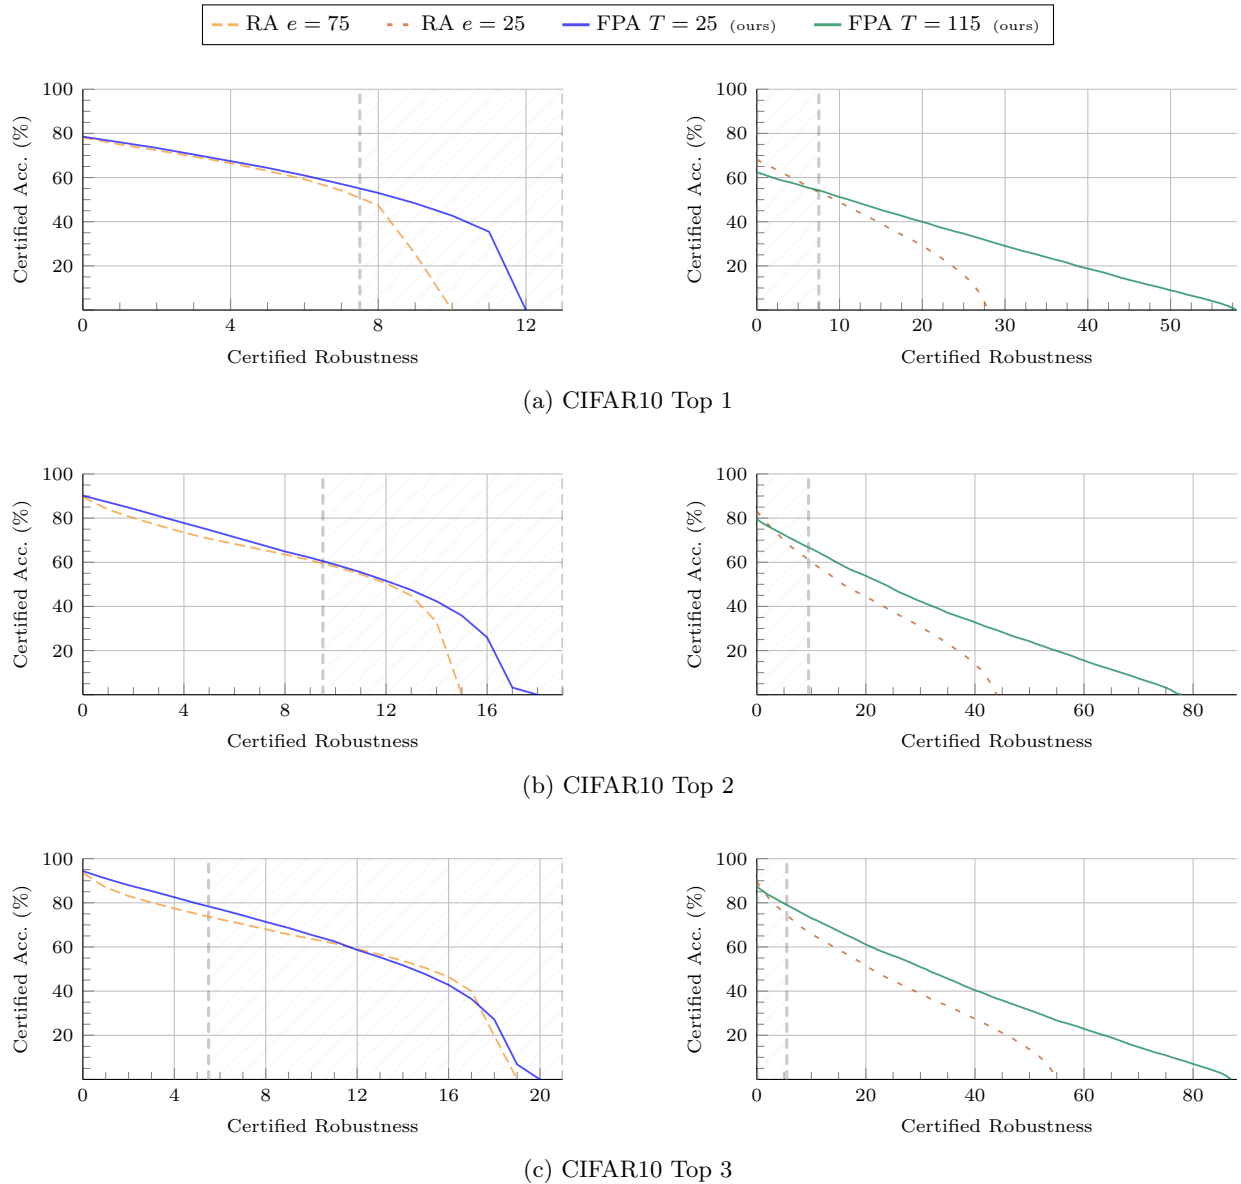 RA e = 75 RA e = 25 FPA T = 25 (ours) FPA T = 115 (ours)
100
80
60
40
20
0 4 8 12
Certified Acc. (%)
Certified Robustness
100
80
60
40
20
0 10 20 30 40 50
Certified Acc. (%)
Certified Robustness
(a) CIFAR10 Top 1
100
80
60
40
20
0 4 8 12 16
Certified Acc. (%)
Certified Robustness
100
80
60
40
20
0 20 40 60 80
Certified Acc. (%)
Certified Robustness
(b) CIFAR10 Top 2
100
80
60
40
20
0 4 8 12 16 20
Certified Acc. (%)
Certified Robustness
100
80
60
40
20
0 20 40 60 80
Certified Acc. (%)
Certified Robustness
(c) CIFAR10 Top 3